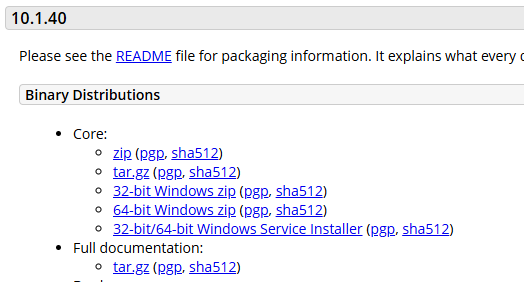 10.1.40
Please see the README file for packaging information. It explains what every
Binary Distributions
Core:
zip (pgp, sha512)
tar.gz (pgp, sha512)
32-bit Windows zip (pgp, sha512)
64-bit Windows zip (pgp, sha512)
32-bit/64-bit Windows Service Installer (pgp, sha512)
Full documentation:
tar.gz (pgp, sha512)